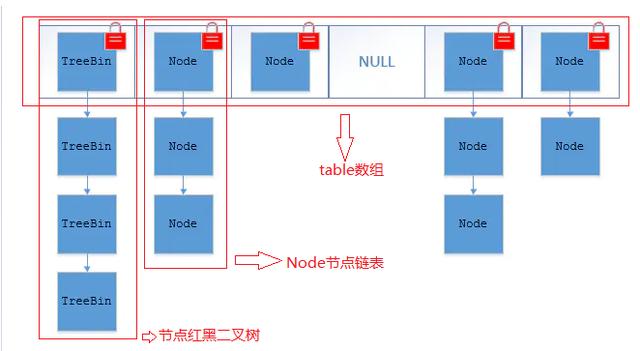 TreeBin Node Node NULL Node Node
TreeBin Node Node Node
table数组
TreeBin Node Node
Node节点链表
TreeBin
节点红黑二叉树